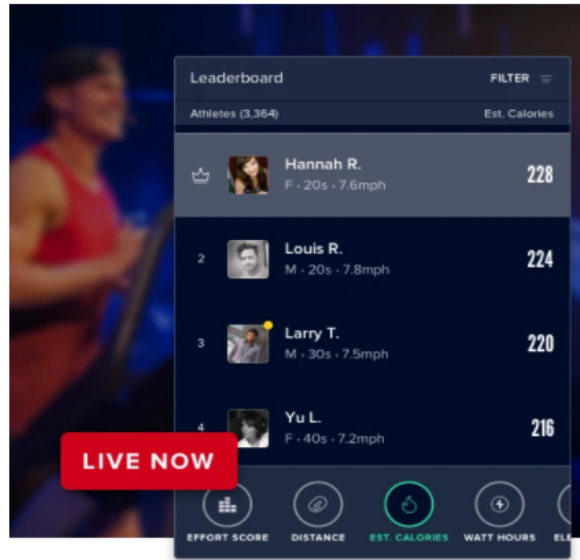 Leaderboard FILTER
Athletes (3,364) Est. Calories
Hannah R.
F · 20s · 7.6mph
228
2
Louis R.
M · 20s · 7.8mph
224
3
Larry T.
M · 30s · 7.5mph
220
4
Yu L.
F · 40s · 7.2mph
216
LIVE NOW
EFFORT SCORE DISTANCE EST. CALORIES WATT HOURS